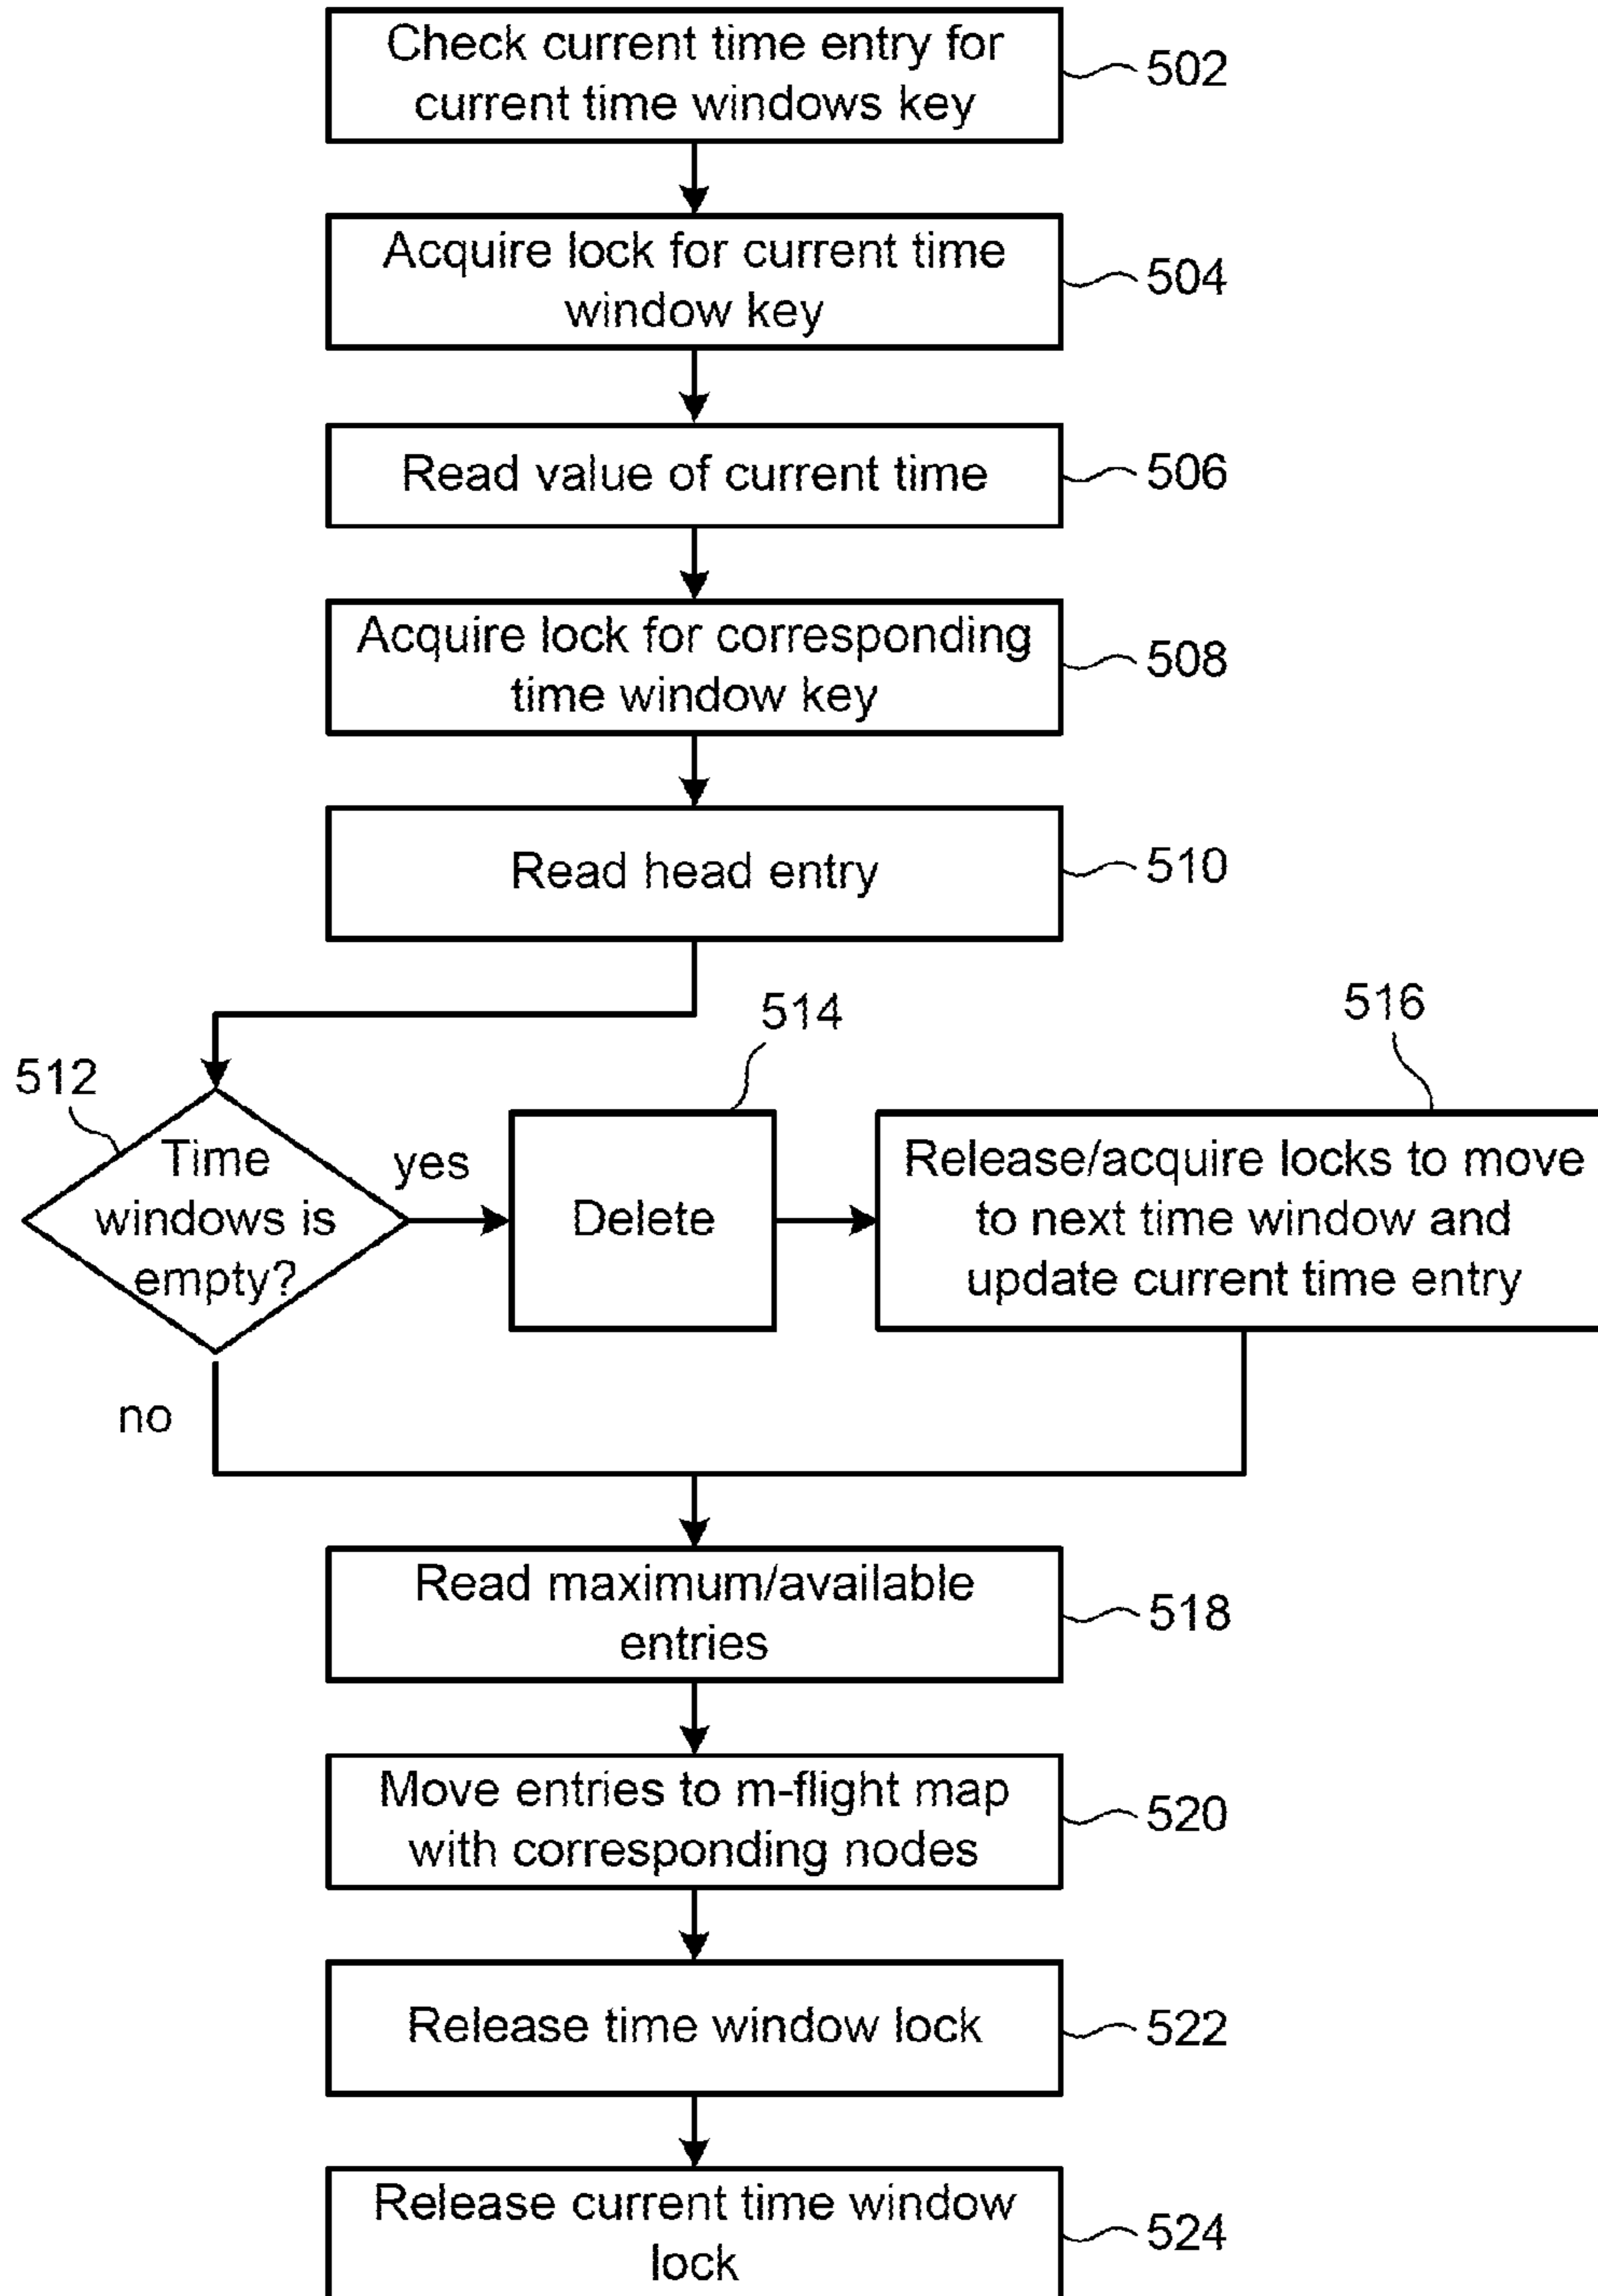 Check current time entry for
current time windows key
502
Acquire lock for current time
window key
504
Read value of current time
506
Acquire lock for corresponding
time window key
508
Read head entry
510
512
514
516
Time
windows is
empty?
yes
no
Delete
Release/acquire locks to move
to next time window and
update current time entry
Read maximum/available
entries
518
Move entries to m-flight map
with corresponding nodes
520
Release time window lock
522
Release current time window
lock
524